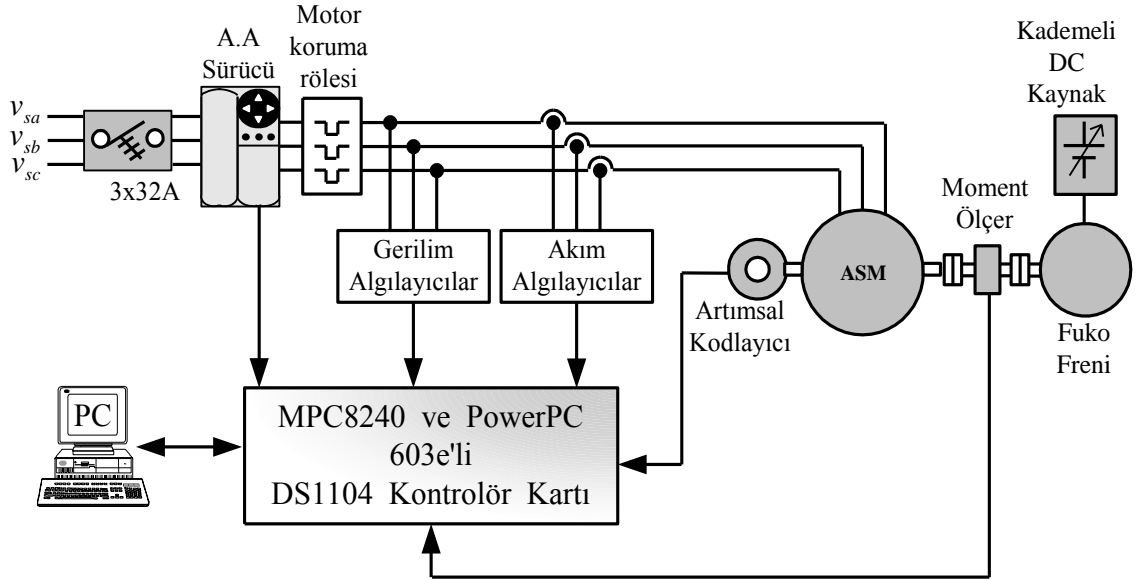 A.A
Sürücü
Motor
koruma
rölesi
Kademeli
DC
Kaynak
v_sa
v_sb
v_sc
3x32A
Gerilim
Algılayıcılar
Akım
Algılayıcılar
Artımsal
Kodlayıcı
ASM
Moment
Ölçer
Fuko
Freni
PC
MPC8240 ve PowerPC
603e'li
DS1104 Kontrolör Kartı